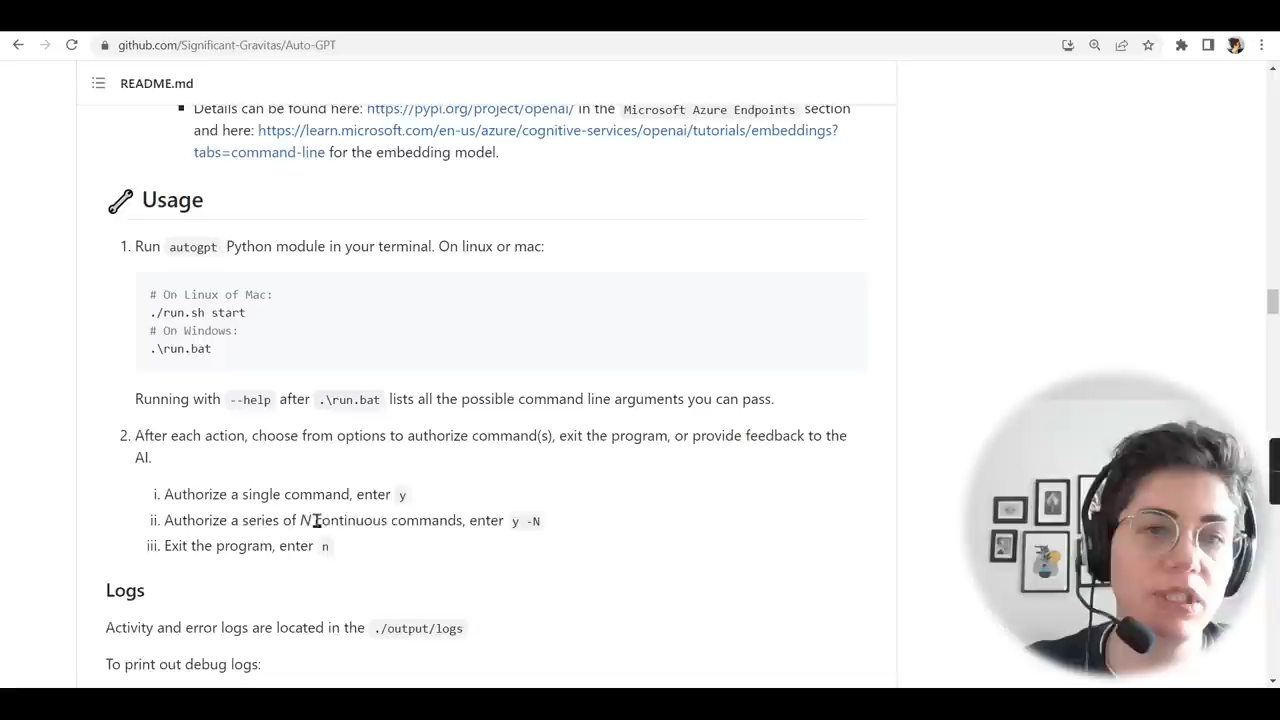 github.com/Significant-Gravitas/Auto-GPT
README.md
Details can be found here: https://pypi.org/project/openai/ in the Microsoft Azure Endpoints section
and here: https://learn.microsoft.com/en-us/azure/cognitive-services/openai/tutorials/embeddings?
tabs=command-line for the embedding model.
Usage
1. Run autogpt Python module in your terminal. On linux or mac:
# On Linux of Mac:
./run.sh start
# On Windows:
.\run.bat
Running with --help after .\run.bat lists all the possible command line arguments you can pass.
2. After each action, choose from options to authorize command(s), exit the program, or provide feedback to the
AI.
i. Authorize a single command, enter y
ii. Authorize a series of N continuous commands, enter y -N
iii. Exit the program, enter n
Logs
Activity and error logs are located in the ./output/logs
To print out debug logs: